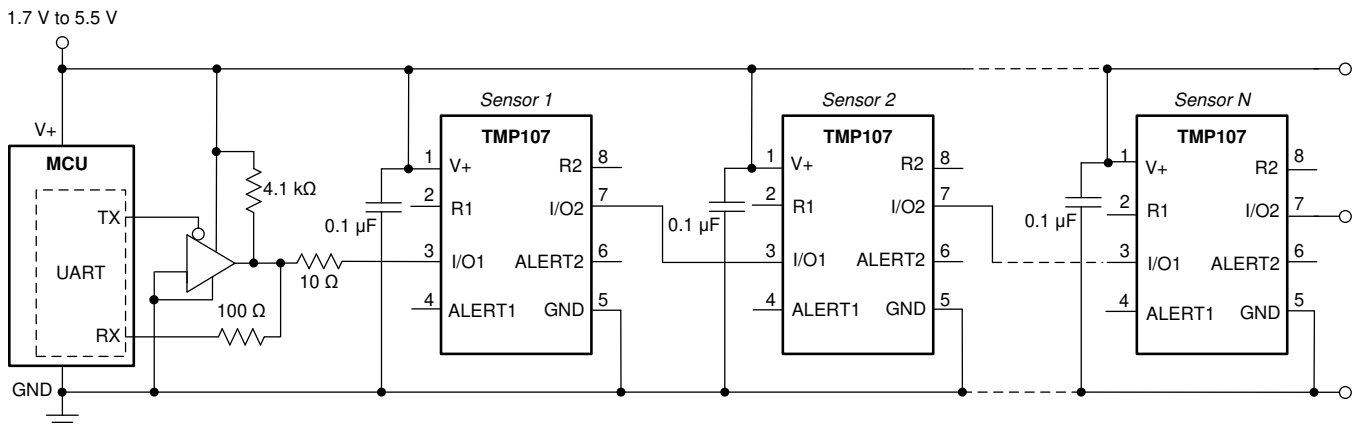 1.7 V to 5.5 V
V+
MCU
TX
UART
RX
GND
4.1 kΩ
10 Ω
100 Ω
Sensor 1
TMP107
0.1 µF
1
V+
2
R1
3
I/O1
4
ALERT1
R2
8
I/O2
7
ALERT2
6
GND
5
Sensor 2
TMP107
0.1 µF
1
V+
2
R1
3
I/O1
4
ALERT1
R2
8
I/O2
7
ALERT2
6
GND
5
Sensor N
TMP107
0.1 µF
1
V+
2
R1
3
I/O1
4
ALERT1
R2
8
I/O2
7
ALERT2
6
GND
5